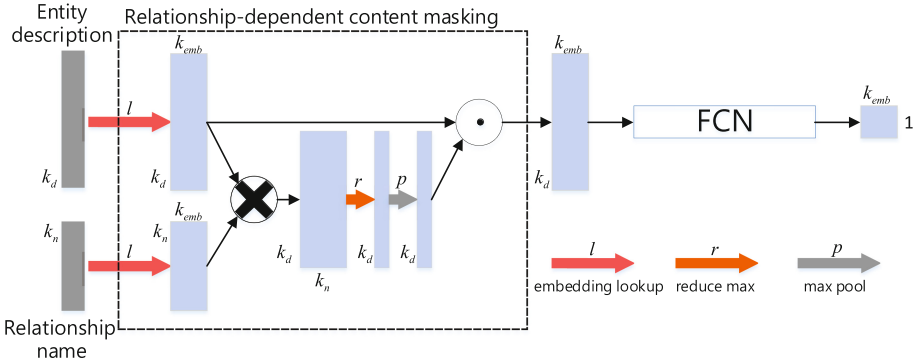 Entity
description
Relationship-dependent content masking
k_emb
k_emb
l
k_emb
FCN
1
r
p
k_d
k_d
k_emb
k_d
k_n
k_n
k_d
k_d
k_d
l
k_n
l
r
p
embedding lookup
reduce max
max pool
Relationship
name